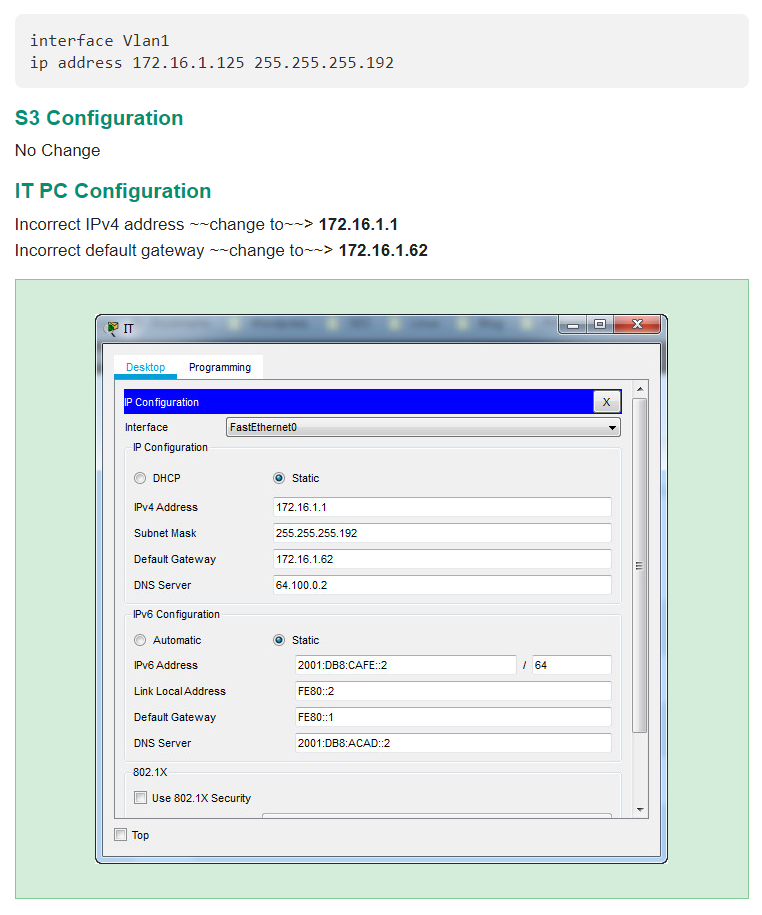 interface Vlan1
ip address 172.16.1.125 255.255.255.192
S3 Configuration
No Change
IT PC Configuration
Incorrect IPv4 address ~~change to~~> 172.16.1.1
Incorrect default gateway ~~change to~~> 172.16.1.62
IT
Desktop Programming
IP Configuration X
Interface FastEthernet0
IP Configuration
DHCP Static
IPv4 Address 172.16.1.1
Subnet Mask 255.255.255.192
Default Gateway 172.16.1.62
DNS Server 64.100.0.2
IPv6 Configuration
Automatic Static
IPv6 Address 2001:DB8:CAFE::2 / 64
Link Local Address FE80::2
Default Gateway FE80::1
DNS Server 2001:DB8:ACAD::2
802.1X
Use 802.1X Security
Top